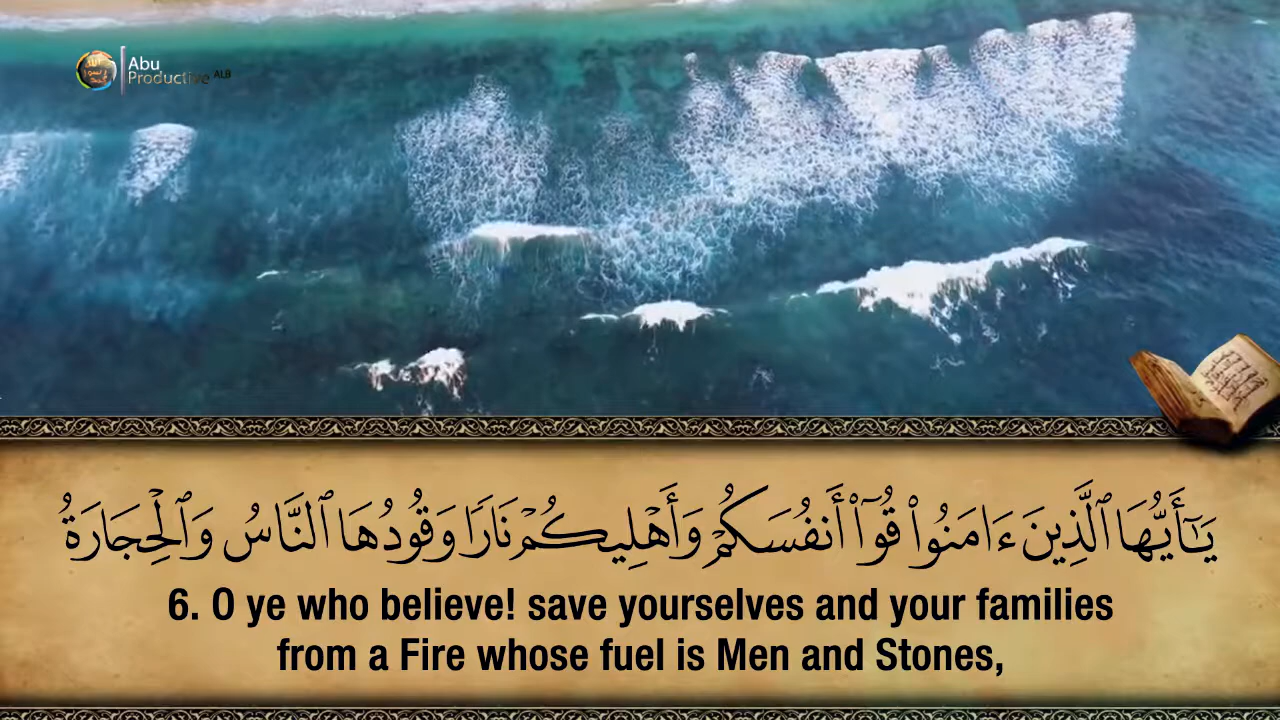 Abu
Productive ALB
يَـٰٓأَيُّهَا ٱلَّذِينَ ءَامَنُوا۟ قُوٓا۟ أَنفُسَكُمْ وَأَهْلِيكُمْ نَارًا وَقُودُهَا ٱلنَّاسُ وَٱلْحِجَارَةُ
6. O ye who believe! save yourselves and your families
from a Fire whose fuel is Men and Stones,